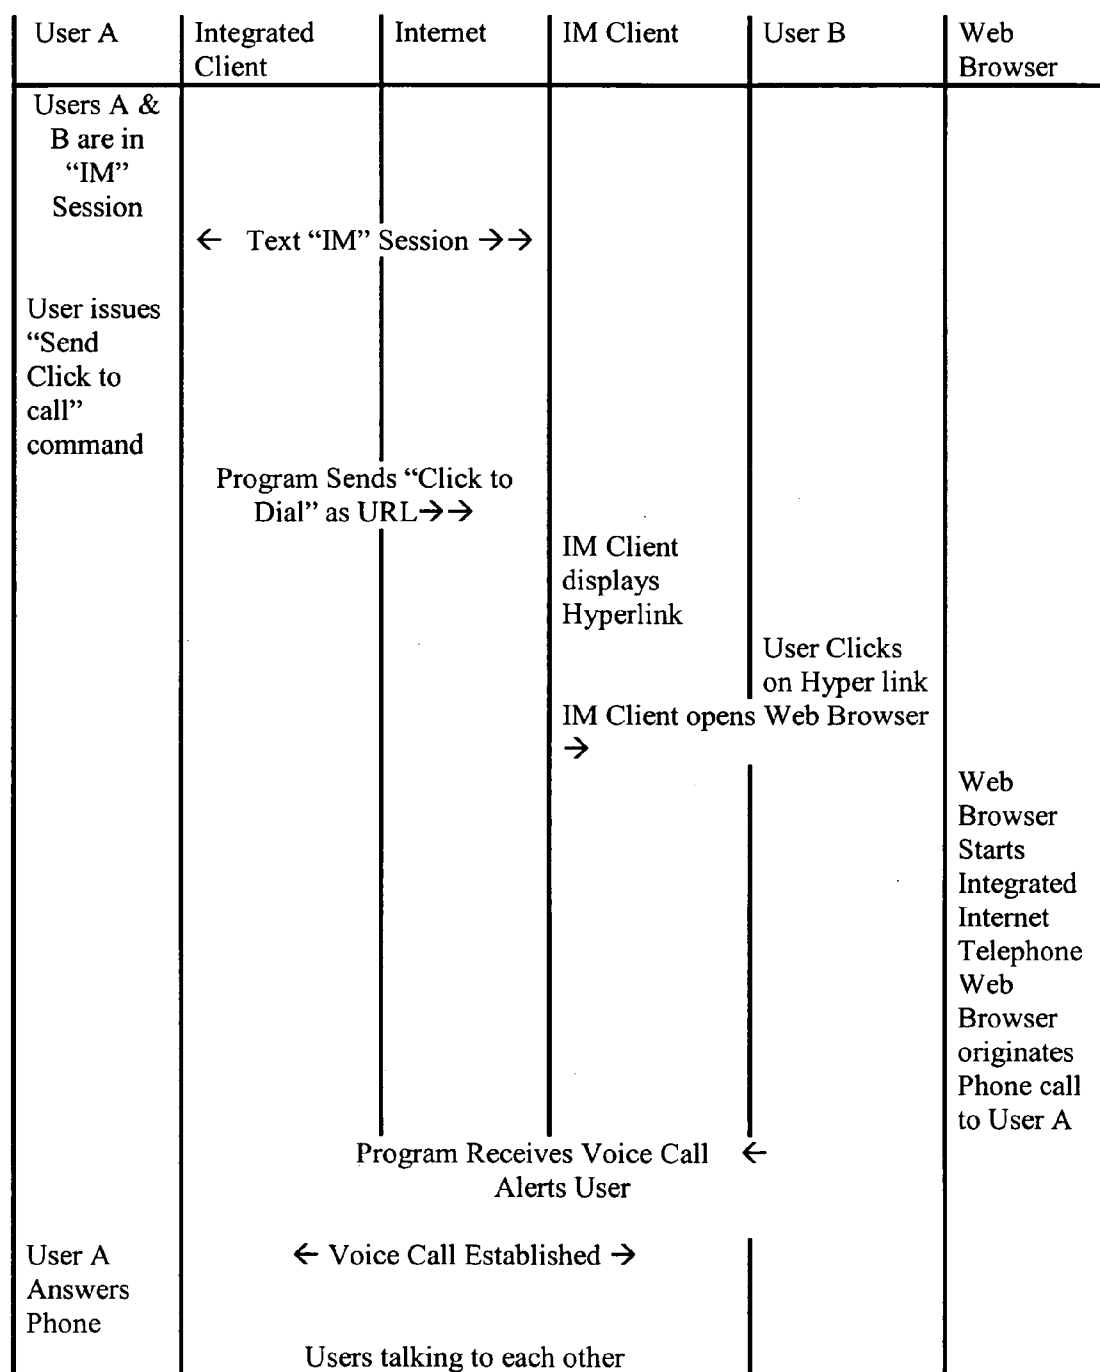 User A
Integrated
Client
Internet
IM Client
User B
Web
Browser
Users A &
B are in
“IM”
Session
← Text “IM” Session →→
User issues
“Send
Click to
call”
command
Program Sends “Click to
Dial” as URL→→
IM Client
displays
Hyperlink
User Clicks
on Hyper link
IM Client opens Web Browser
→
Web
Browser
Starts
Integrated
Internet
Telephone
Web
Browser
originates
Phone call
to User A
Program Receives Voice Call ←
Alerts User
User A
Answers
Phone
← Voice Call Established →
Users talking to each other